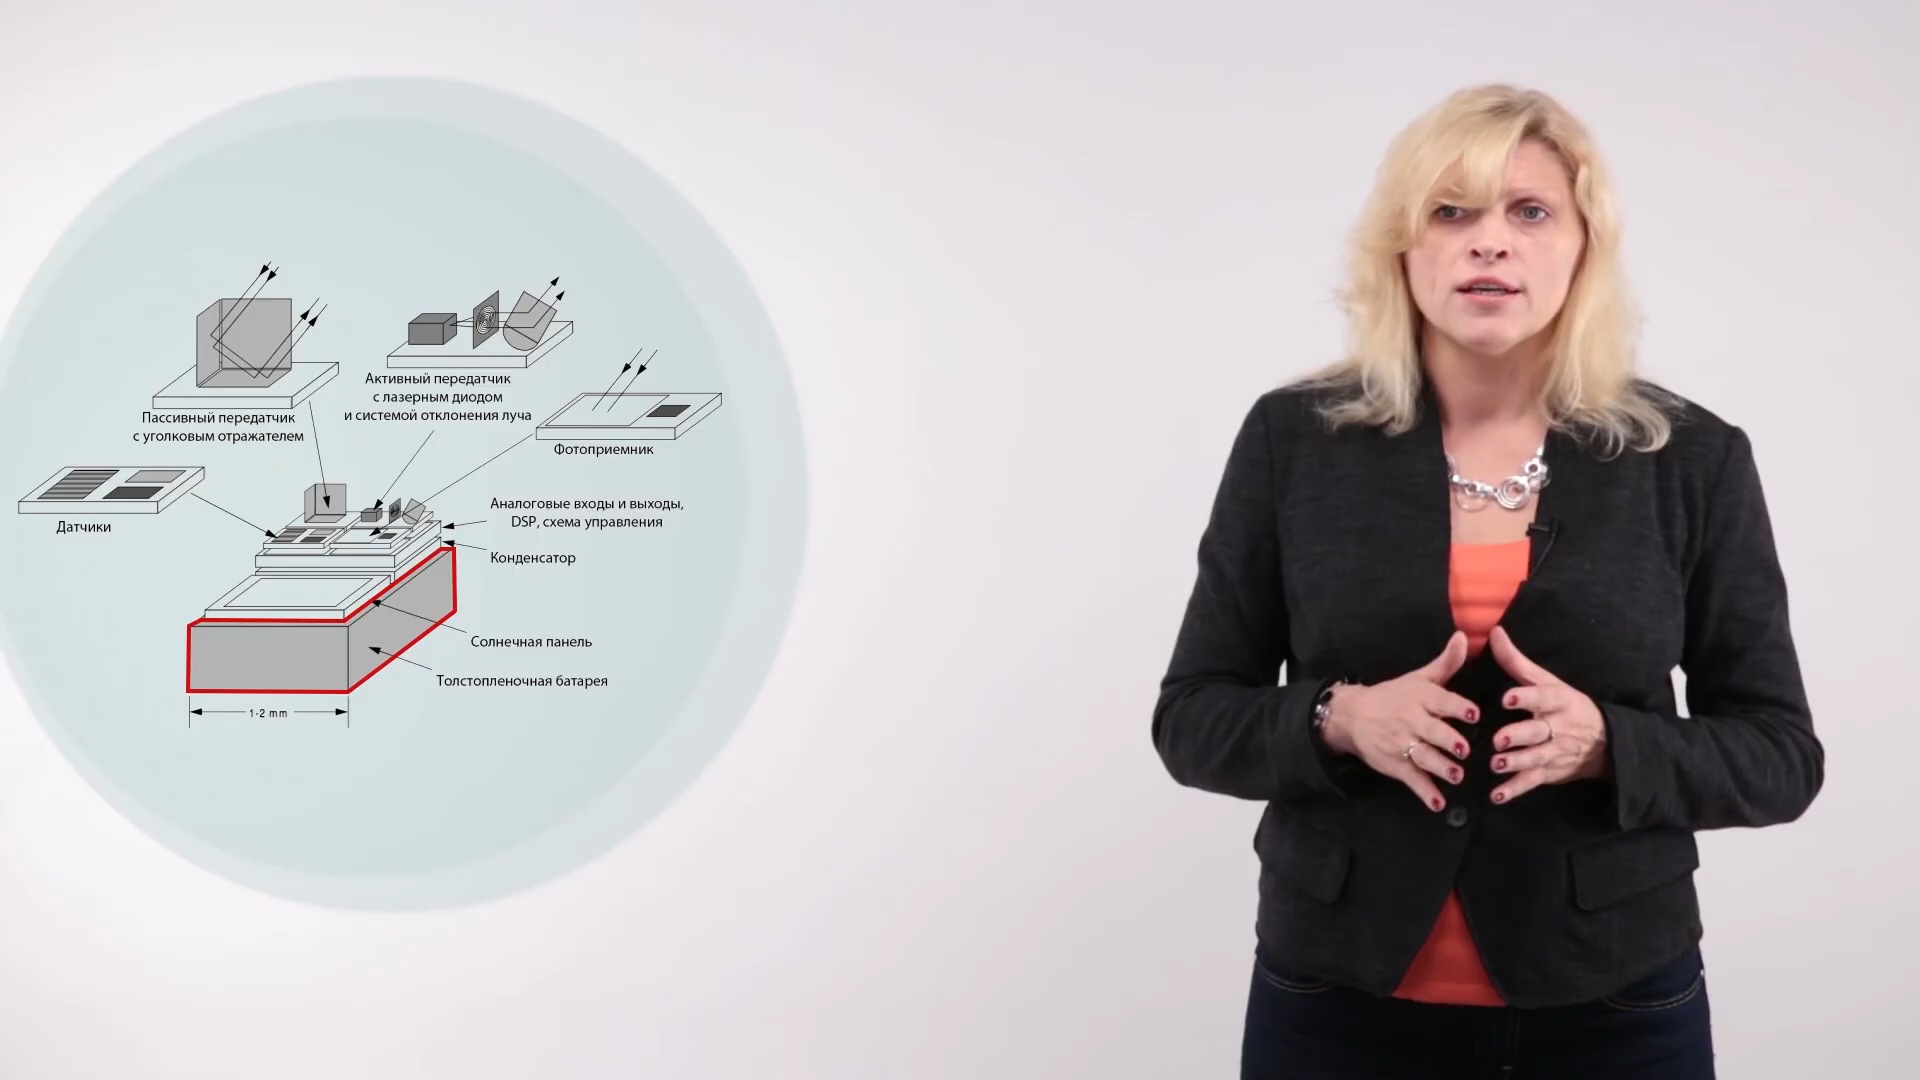 Активный передатчик
с лазерным диодом
и системой отклонения луча
Пассивный передатчик
с уголковым отражателем
Фотоприемник
Датчики
Аналоговые входы и выходы,
DSP, схема управления
Конденсатор
Солнечная панель
Толстопленочная батарея
1-2 mm